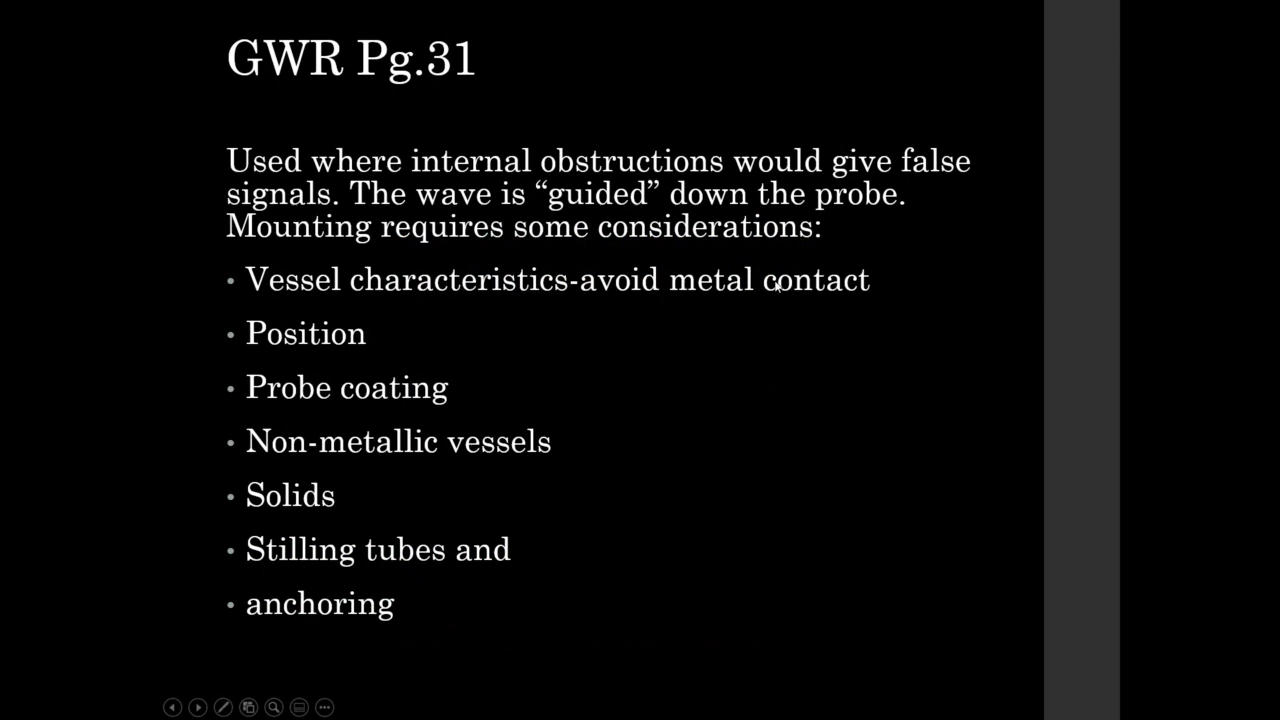 GWR Pg.31
Used where internal obstructions would give false
signals. The wave is “guided” down the probe.
Mounting requires some considerations:
• Vessel characteristics-avoid metal contact
• Position
• Probe coating
• Non-metallic vessels
• Solids
• Stilling tubes and
• anchoring